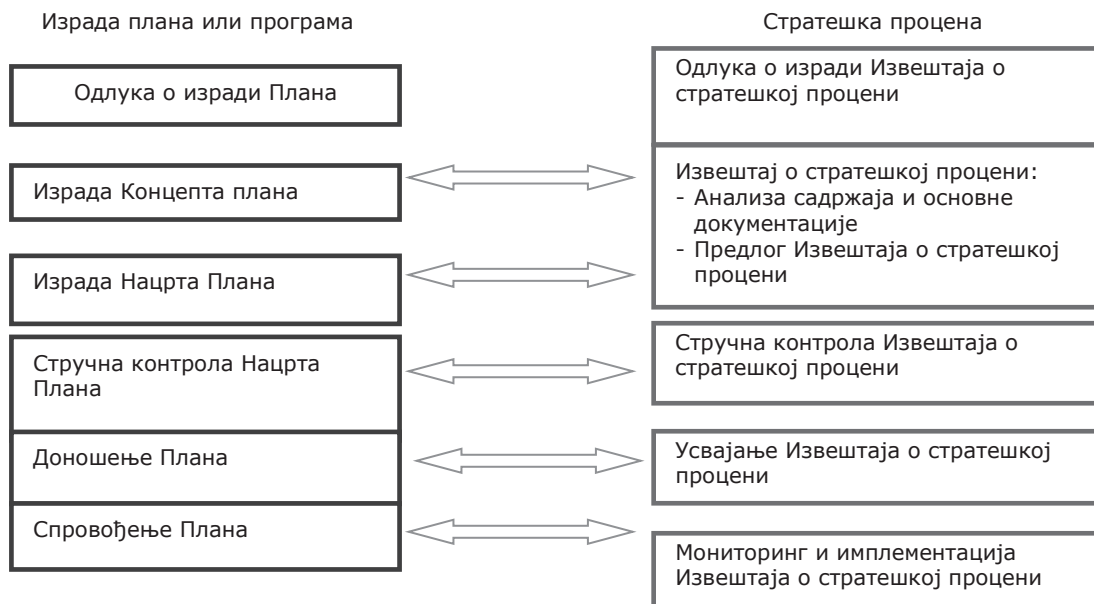 Израда плана или програма
Стратешка процена
Одлука о изради Плана
Одлука о изради Извештаја о
стратешкој процени
Израда Концепта плана
Извештај о стратешкој процени:
- Анализа садржаја и основне
документације
- Предлог Извештаја о стратешкој
процени
Израда Нацрта Плана
Стручна контрола Нацрта
Плана
Стручна контрола Извештаја о
стратешкој процени
Доношење Плана
Усвајање Извештаја о стратешкој
процени
Спровођење Плана
Мониторинг и имплементација
Извештаја о стратешкој процени